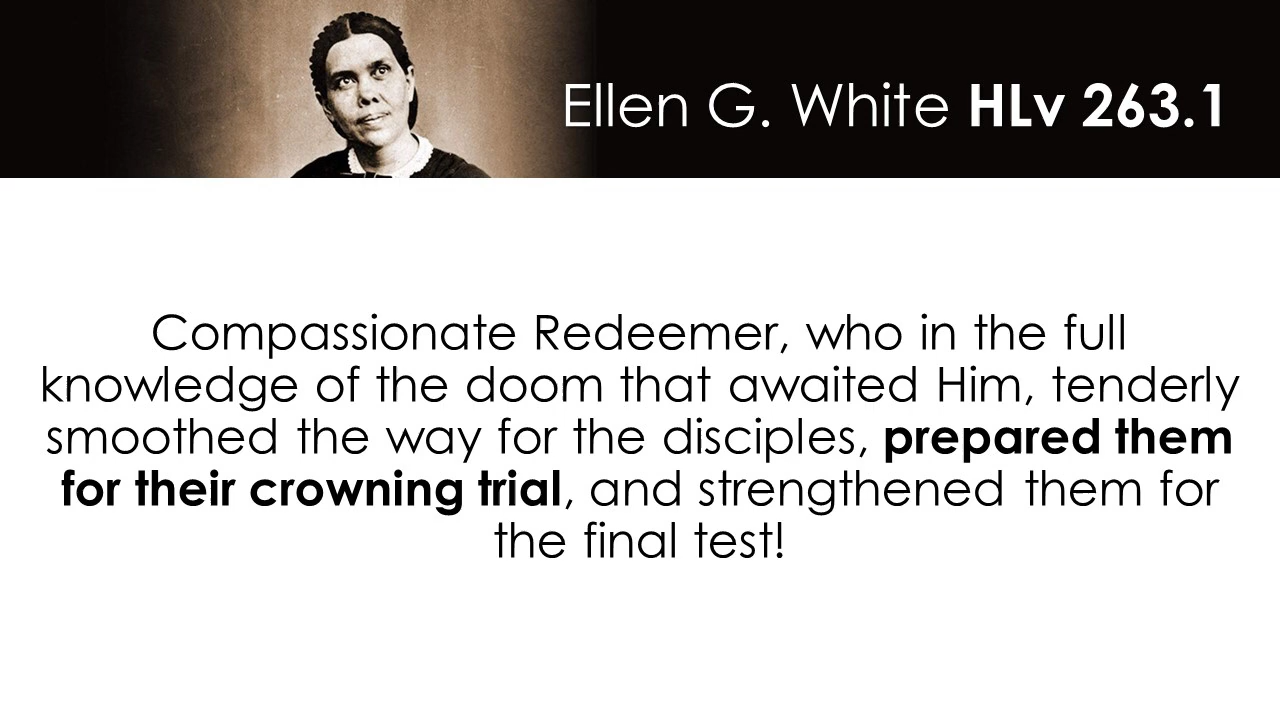 Ellen G. White HLv 263.1
Compassionate Redeemer, who in the full
knowledge of the doom that awaited Him, tenderly
smoothed the way for the disciples, prepared them
for their crowning trial, and strengthened them for
the final test!